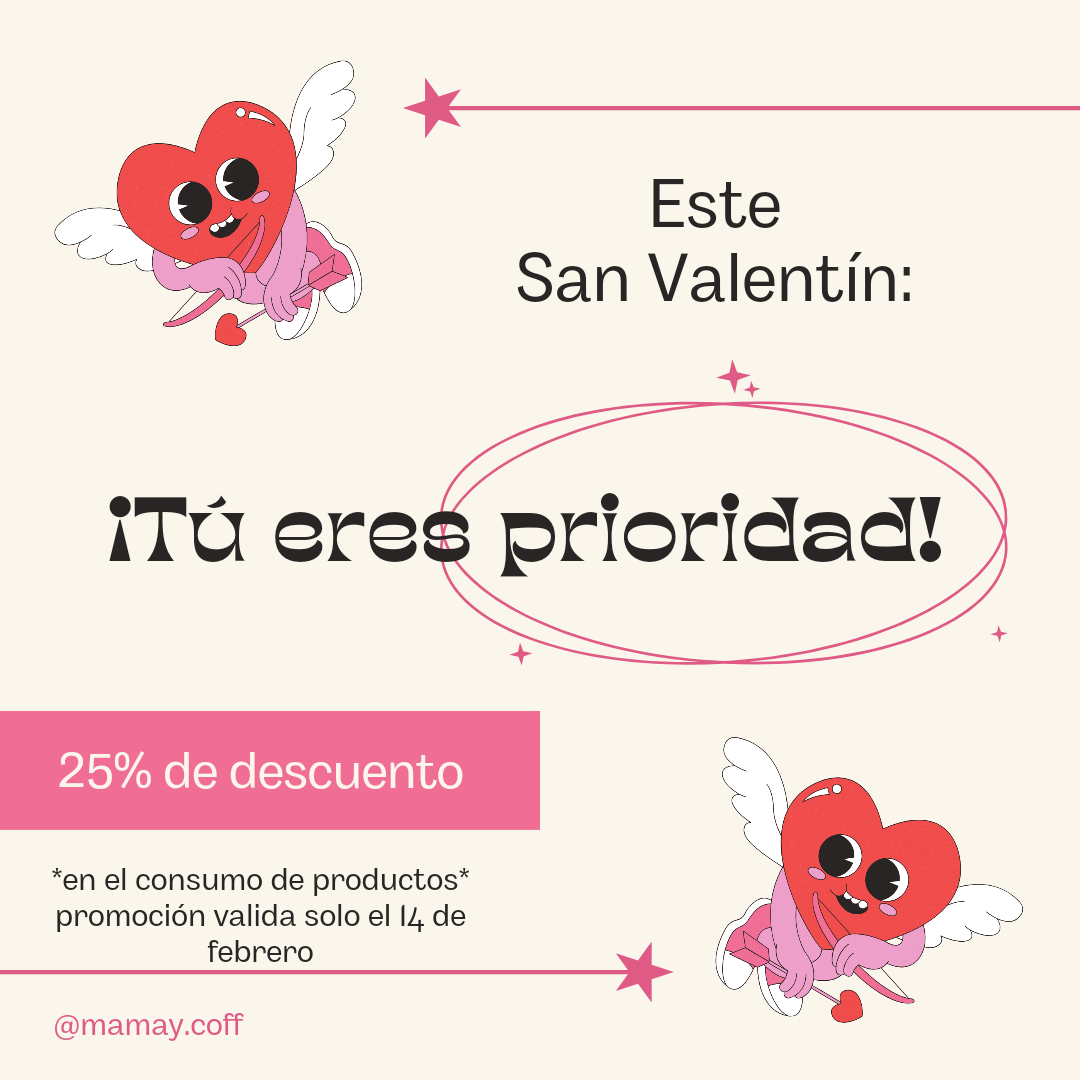 Este
San Valentín:
¡Tú eres prioridad!
25% de descuento
*en el consumo de productos*
promoción valida solo el 14 de
febrero
@mamay.coff